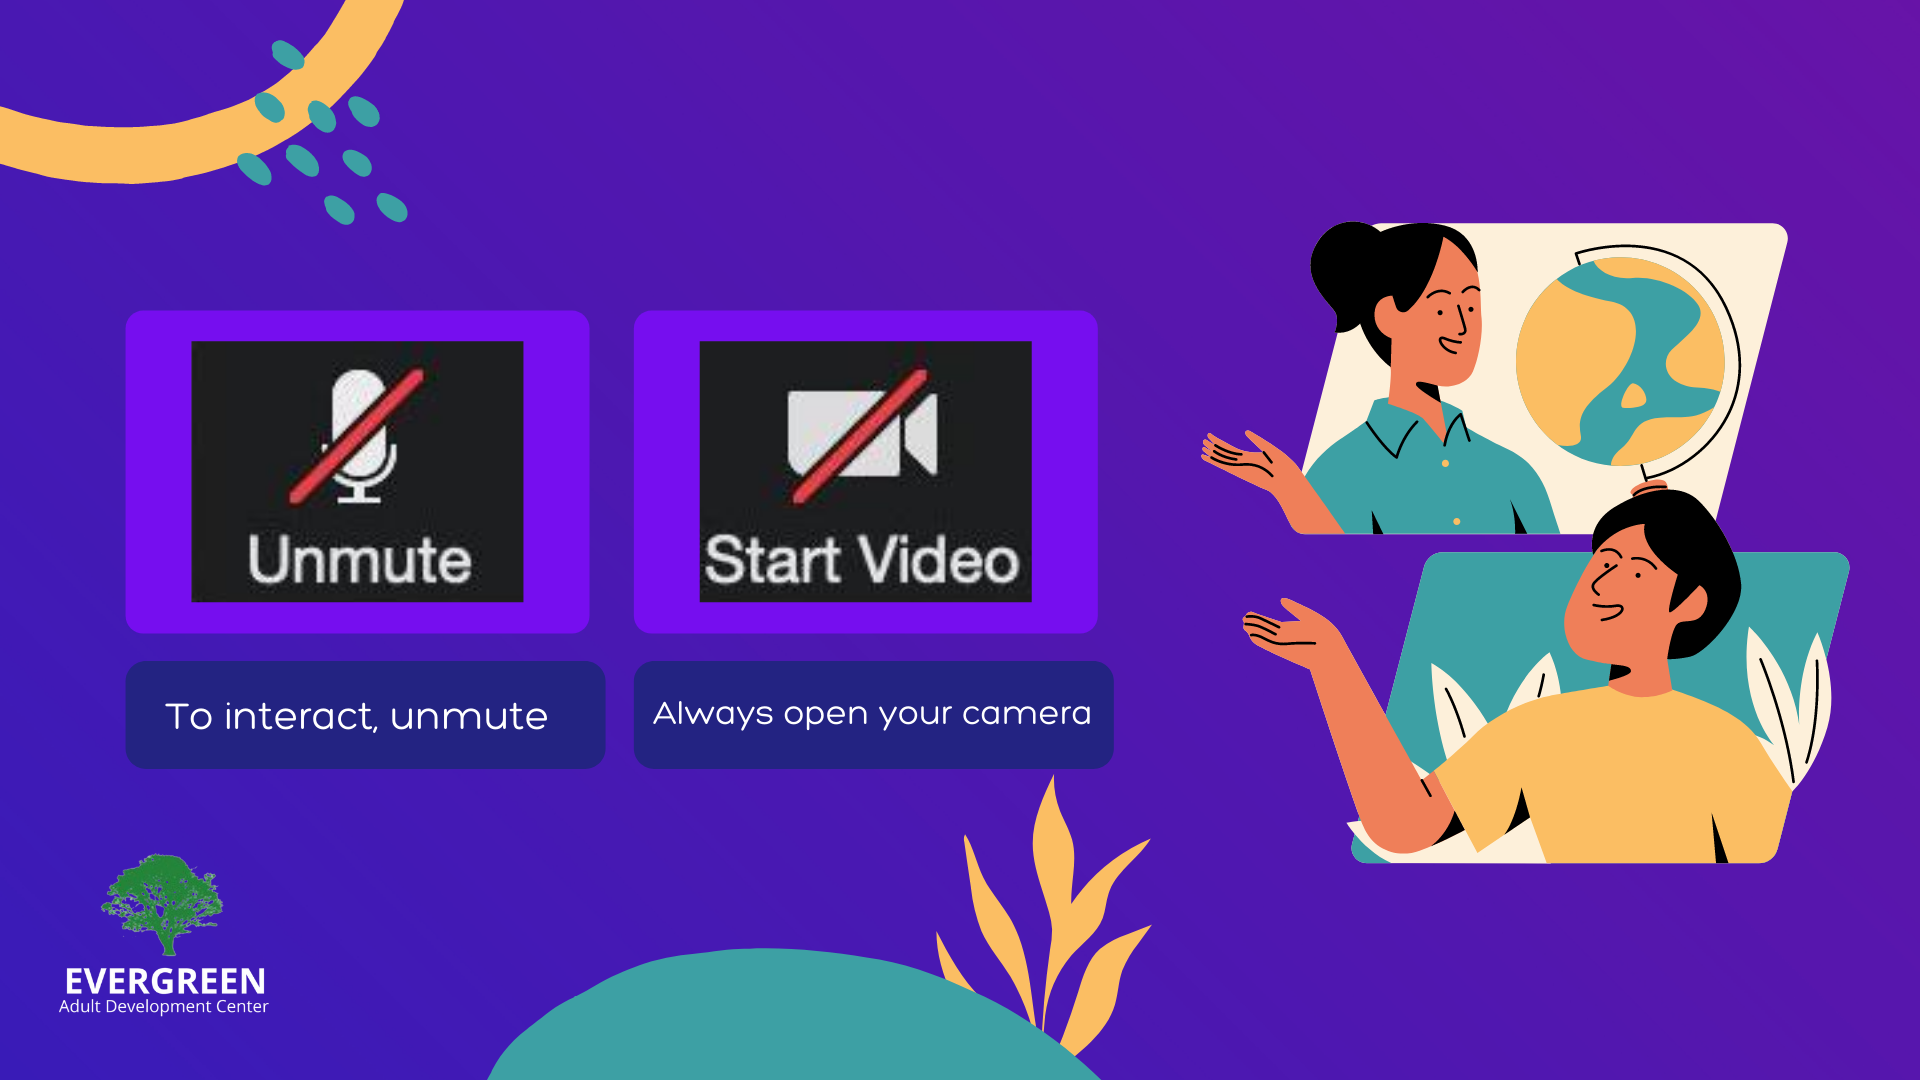 Unmute
Start Video
To interact, unmute
Always open your camera
EVERGREEN
Adult Development Center